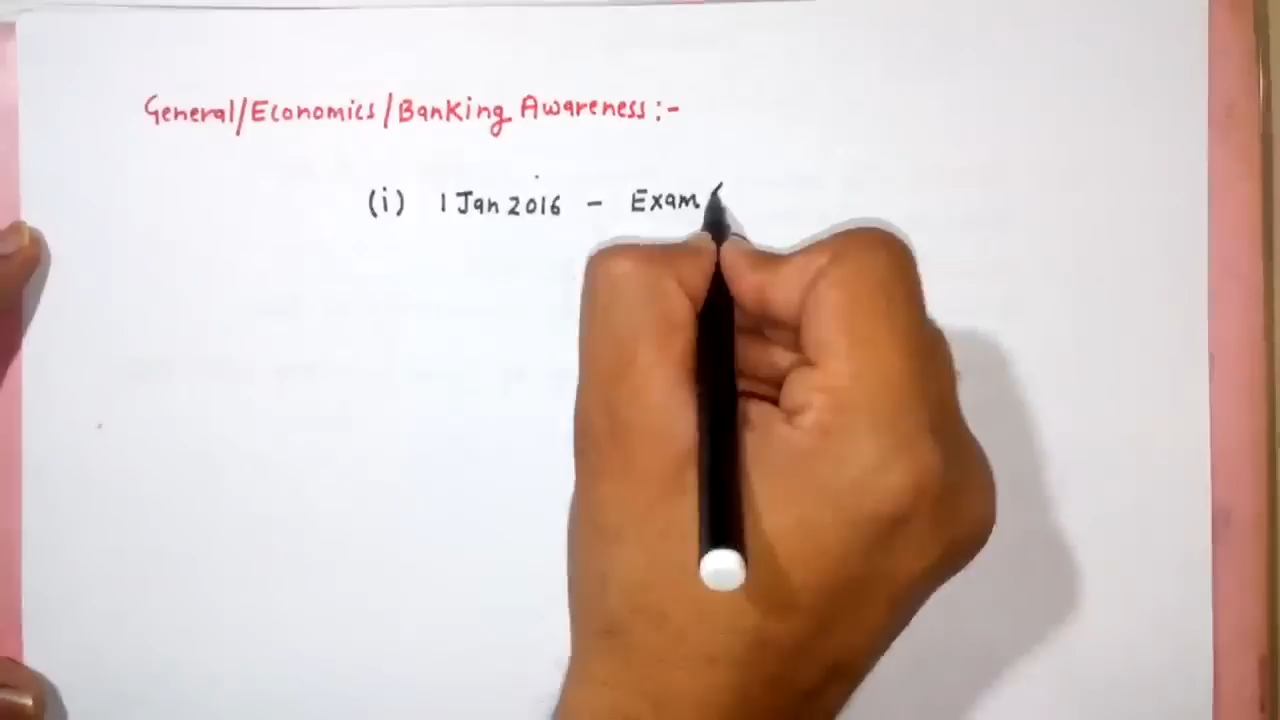 General/Economics/Banking Awareness:-
(i) 1 Jan 2016 - Exam